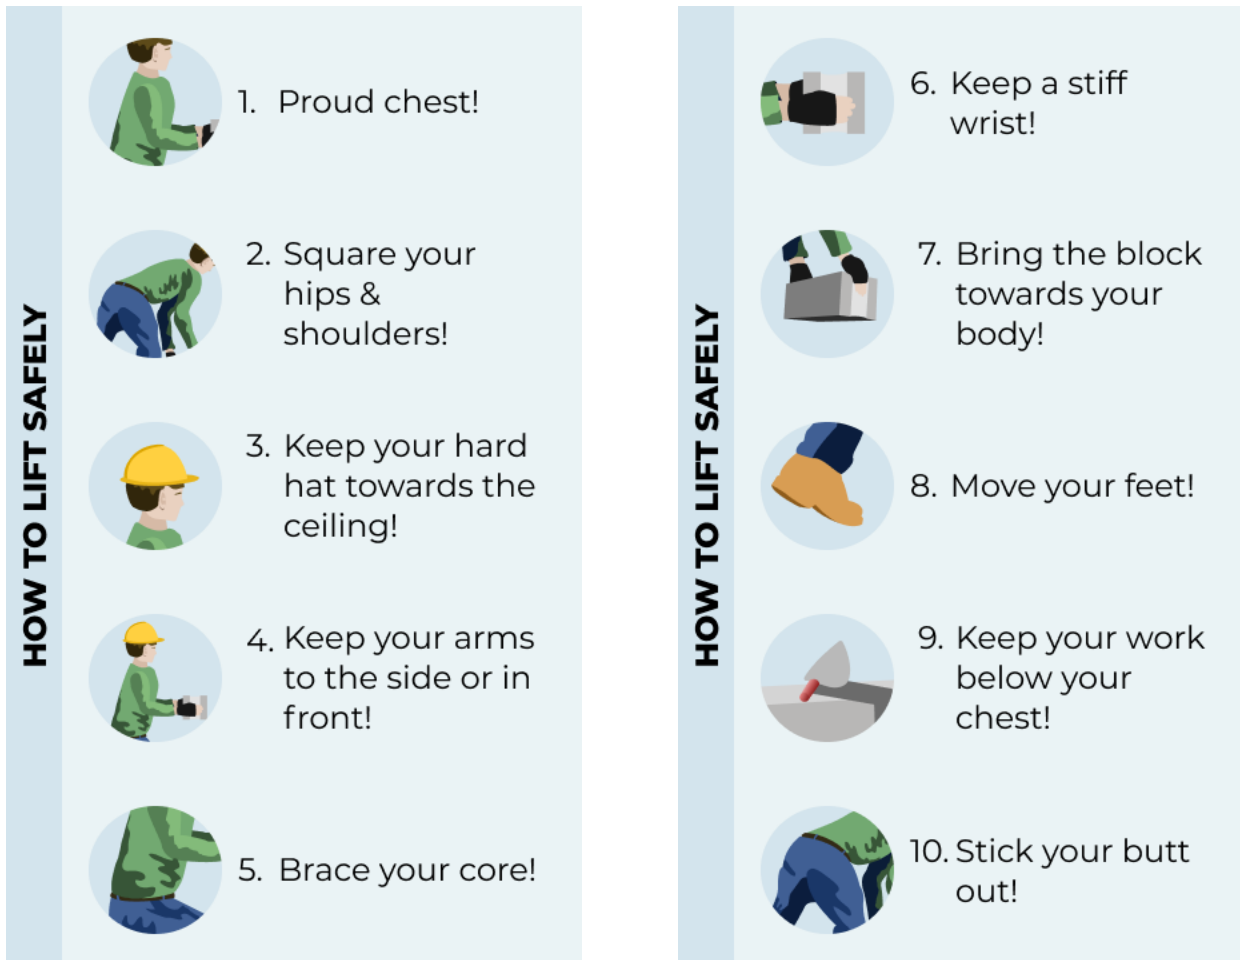 HOW TO LIFT SAFELY
1. Proud chest!
2. Square your
hips &
shoulders!
3. Keep your hard
hat towards the
ceiling!
4. Keep your arms
to the side or in
front!
5. Brace your core!
HOW TO LIFT SAFELY
6. Keep a stiff
wrist!
7. Bring the block
towards your
body!
8. Move your feet!
9. Keep your work
below your
chest!
10. Stick your butt
out!